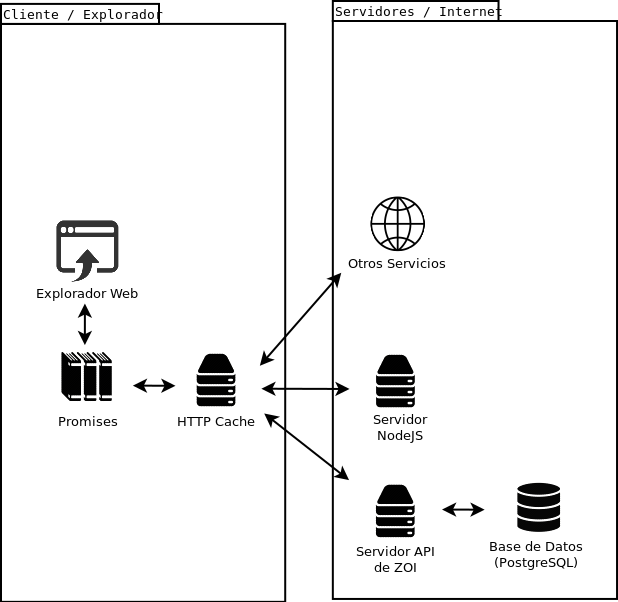 Cliente / Explorador
Servidores / Internet
Otros Servicios
Explorador Web
Promises
HTTP Cache
Servidor
NodeJS
Servidor API
de ZOI
Base de Datos
(PostgreSQL)